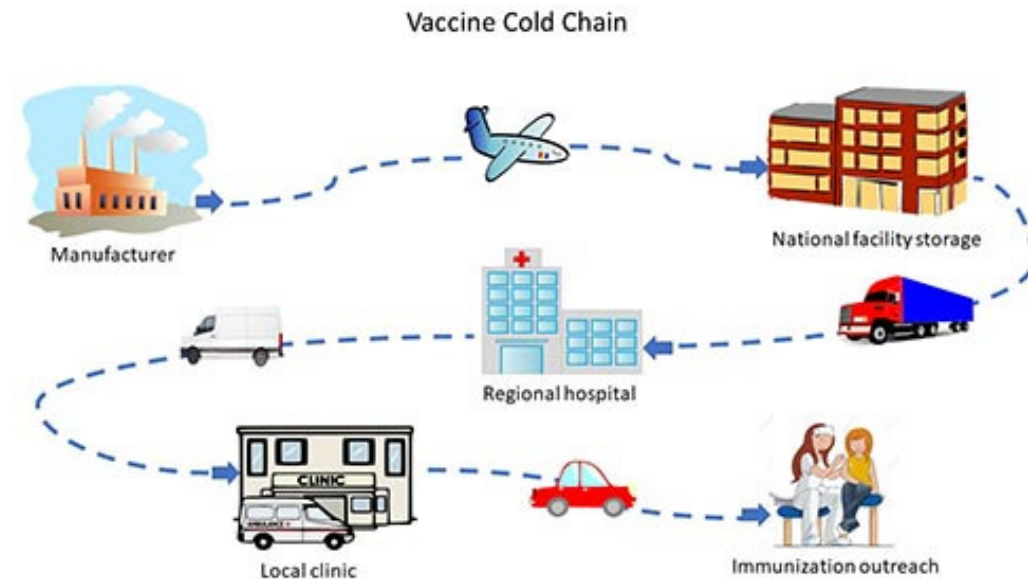 Vaccine Cold Chain
Manufacturer
National facility storage
Regional hospital
CLINIC
AMBULANCE
Local clinic
Immunization outreach